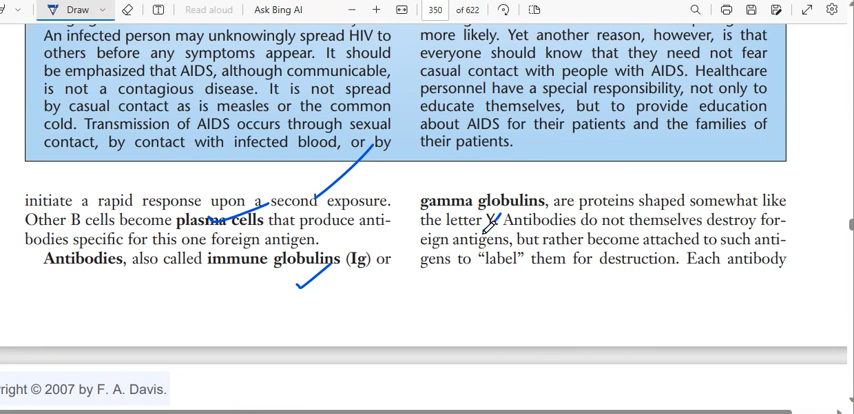 Draw
Read aloud
Ask Bing AI
350
of 622
An infected person may unknowingly spread HIV to
others before any symptoms appear. It should
be emphasized that AIDS, although communicable,
is not a contagious disease. It is not spread
by casual contact as is measles or the common
cold. Transmission of AIDS occurs through sexual
contact, by contact with infected blood, or by
more likely. Yet another reason, however, is that
everyone should know that they need not fear
casual contact with people with AIDS. Healthcare
personnel have a special responsibility, not only to
educate themselves, but to provide education
about AIDS for their patients and the families of
their patients.
initiate a rapid response upon a second exposure.
Other B cells become plasma cells that produce anti-
bodies specific for this one foreign antigen.
Antibodies, also called immune globulins (Ig) or
gamma globulins, are proteins shaped somewhat like
the letter Y. Antibodies do not themselves destroy for-
eign antigens, but rather become attached to such anti-
gens to “label” them for destruction. Each antibody
right © 2007 by F. A. Davis.